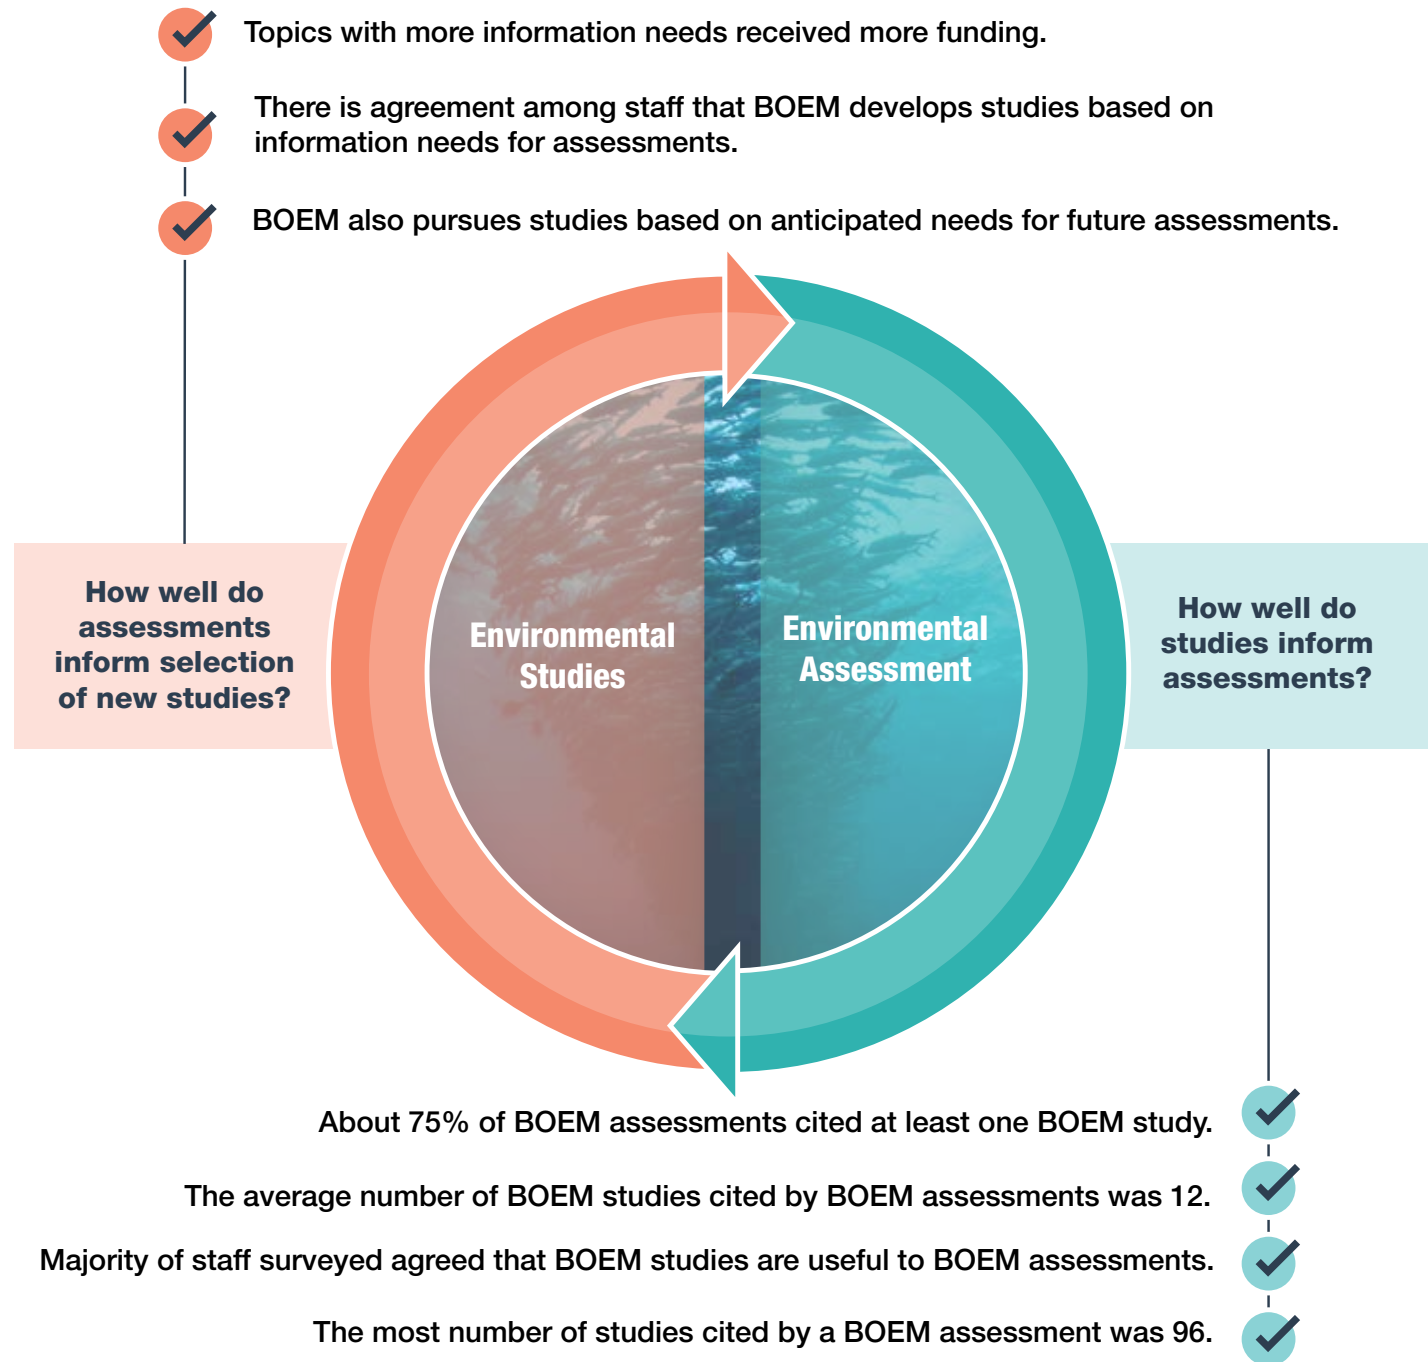 Topics with more information needs received more funding.
There is agreement among staff that BOEM develops studies based on
information needs for assessments.
BOEM also pursues studies based on anticipated needs for future assessments.
How well do
assessments
inform selection
of new studies?
Environmental
Studies
Environmental
Assessment
How well do
studies inform
assessments?
About 75% of BOEM assessments cited at least one BOEM study.
The average number of BOEM studies cited by BOEM assessments was 12.
Majority of staff surveyed agreed that BOEM studies are useful to BOEM assessments.
The most number of studies cited by a BOEM assessment was 96.